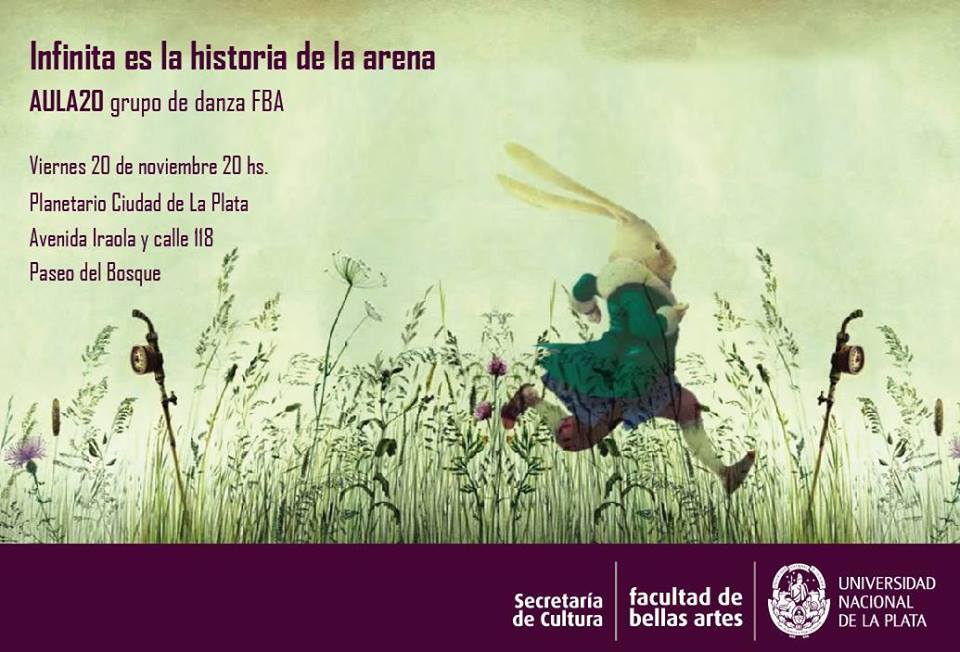 Infinita es la historia de la arena
AULA20 grupo de danza FBA
Viernes 20 de noviembre 20 hs.
Planetario Ciudad de La Plata
Avenida Iraola y calle 118
Paseo del Bosque
Secretaría
de Cultura
facultad de
bellas artes
UNIVERSIDAD
NACIONAL
DE LA PLATA